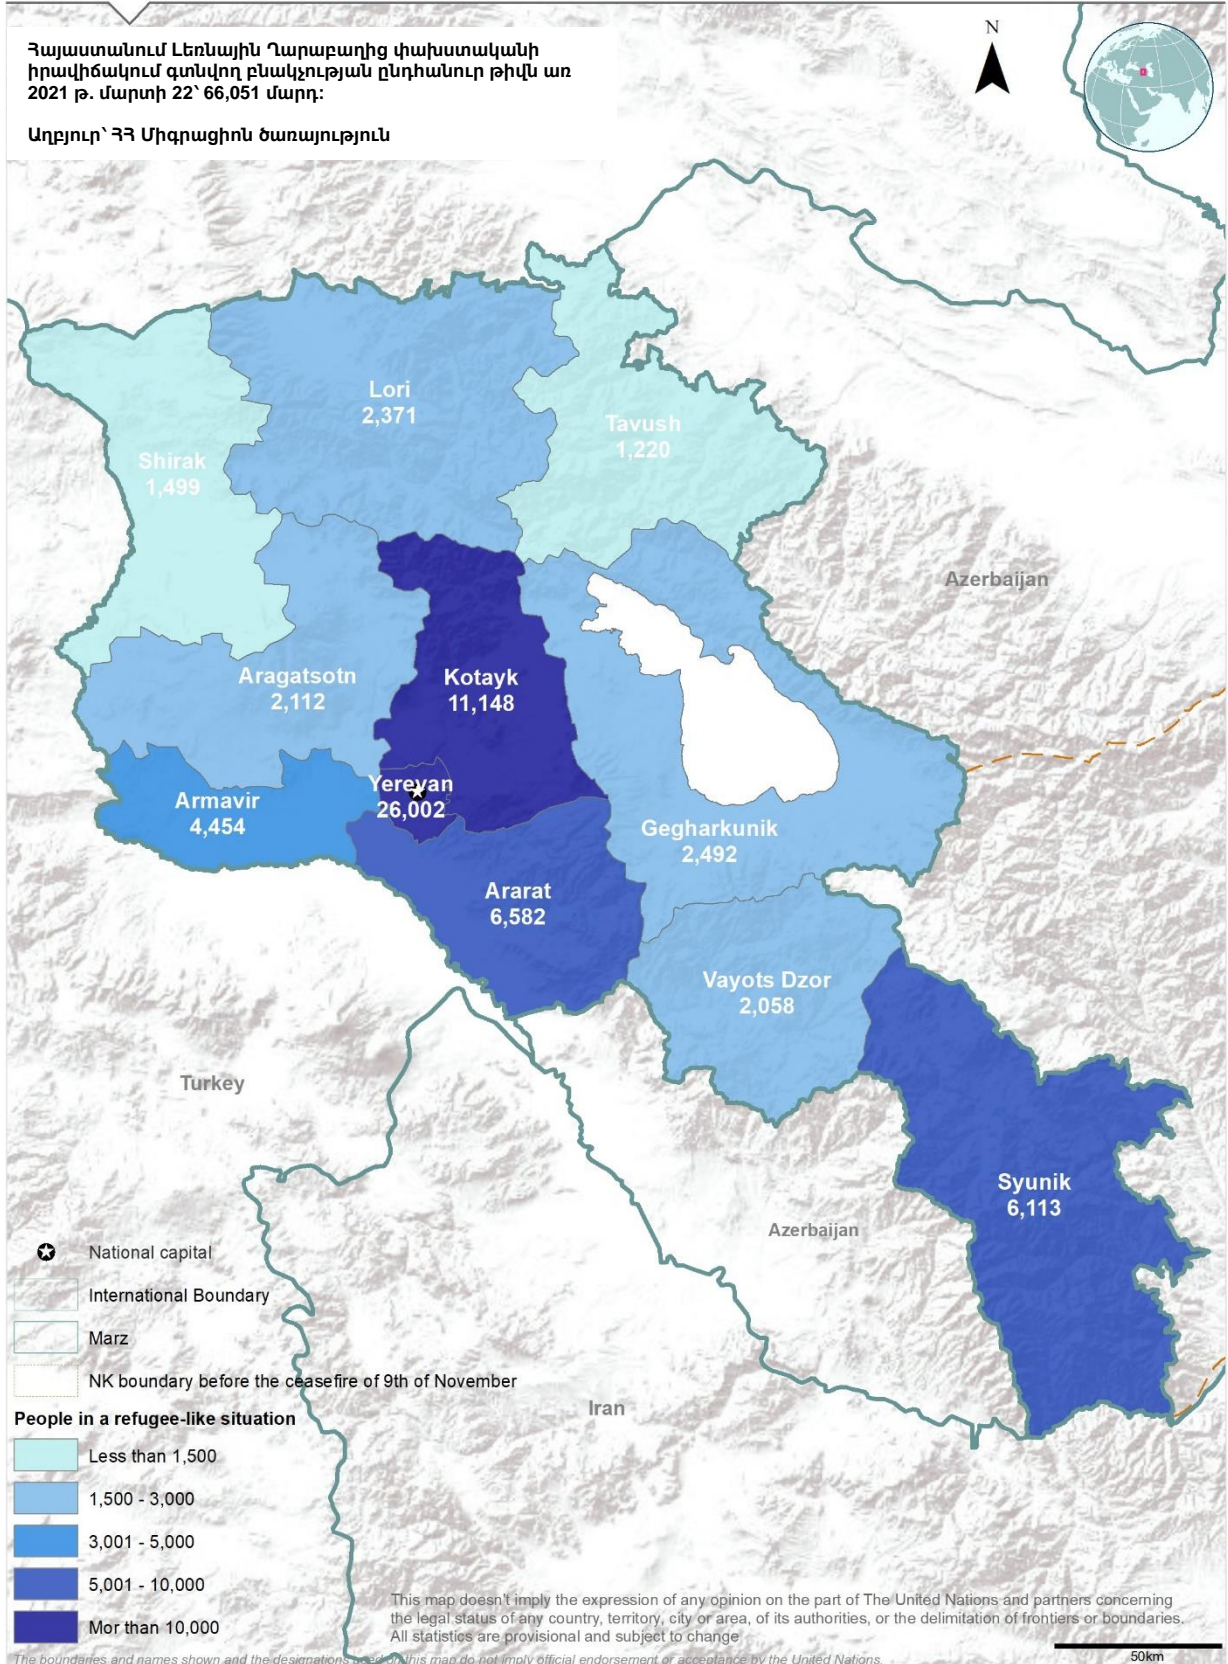 Հայաստանում Լեռնային Ղարաբաղից փախստականի
իրավիճակում գտնվող բնակչության ընդհանուր թիվն առ
2021 թ. մարտի 22՝ 66,051 մարդ:
Աղբյուր՝ ՀՀ Միգրացիոն ծառայություն
N
Lori
2,371
Tavush
1,220
Shirak
1,499
Azerbaijan
Aragatsotn
2,112
Kotayk
11,148
Yerevan
26,002
Armavir
4,454
Gegharkunik
2,492
Ararat
6,582
Vayots Dzor
2,058
Turkey
Syunik
6,113
Azerbaijan
Iran
National capital
International Boundary
Marz
NK boundary before the ceasefire of 9th of November
People in a refugee-like situation
Less than 1,500
1,500 - 3,000
3,001 - 5,000
5,001 - 10,000
Mor than 10,000
This map doesn't imply the expression of any opinion on the part of The United Nations and partners concerning
the legal status of any country, territory, city or area, of its authorities, or the delimitation of frontiers or boundaries.
All statistics are provisional and subject to change
50km
The boundaries and names shown and the designations used on this map do not imply official endorsement or acceptance by the United Nations.